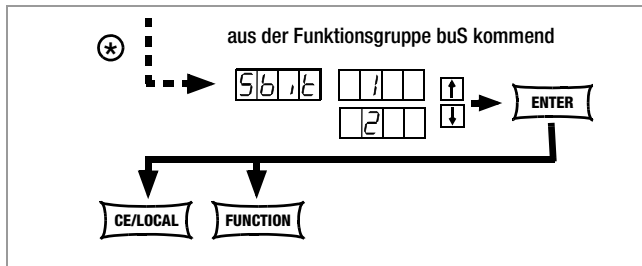 aus der Funktionsgruppe buS kommend
Sbit 1
2
ENTER
CE/LOCAL FUNCTION